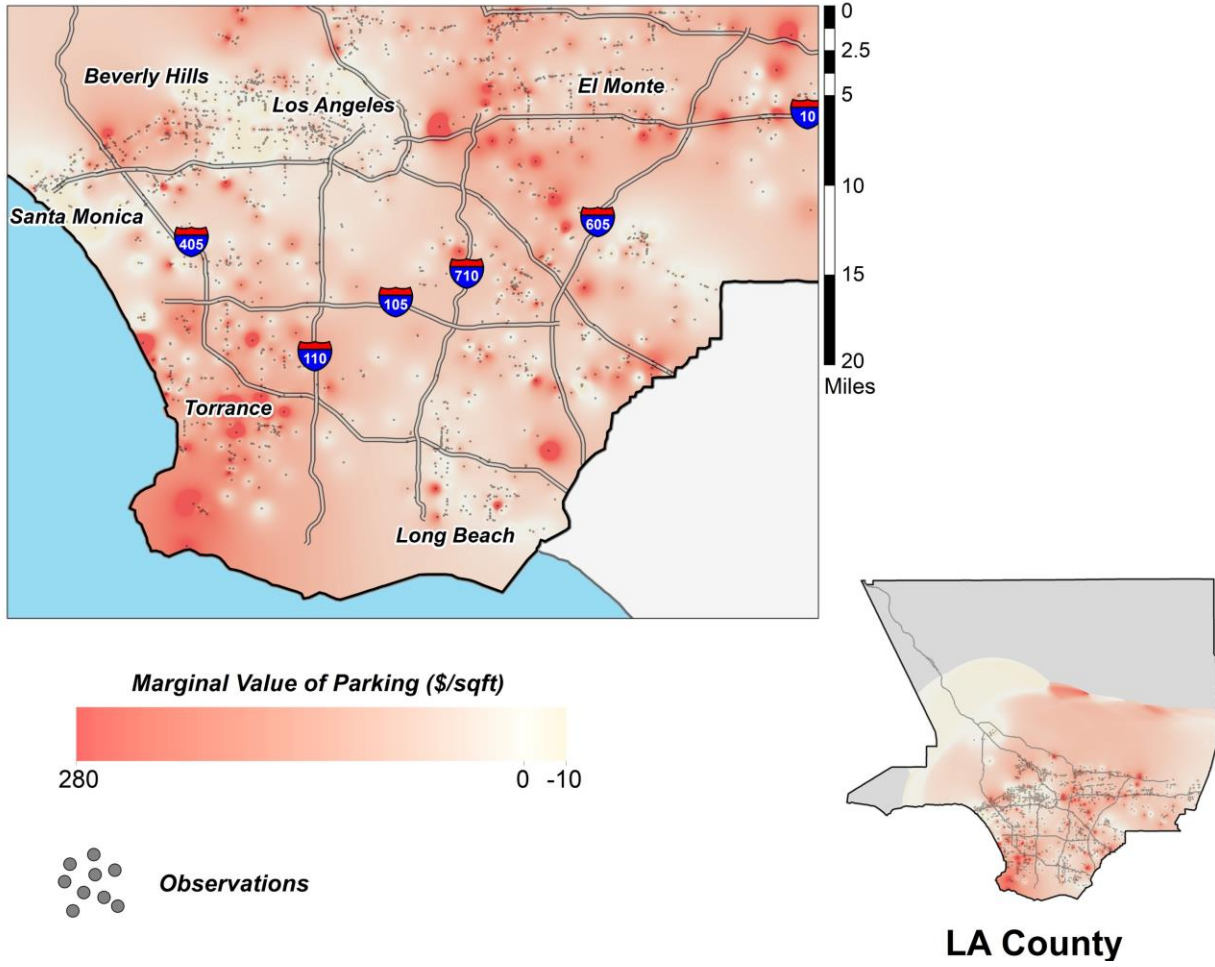 0
2.5
Beverly Hills
El Monte
Los Angeles
5
10
10
Santa Monica
605
405
710
15
105
110
20
Miles
Torrance
Long Beach
Marginal Value of Parking ($/sqft)
280
0
-10
Observations
LA County